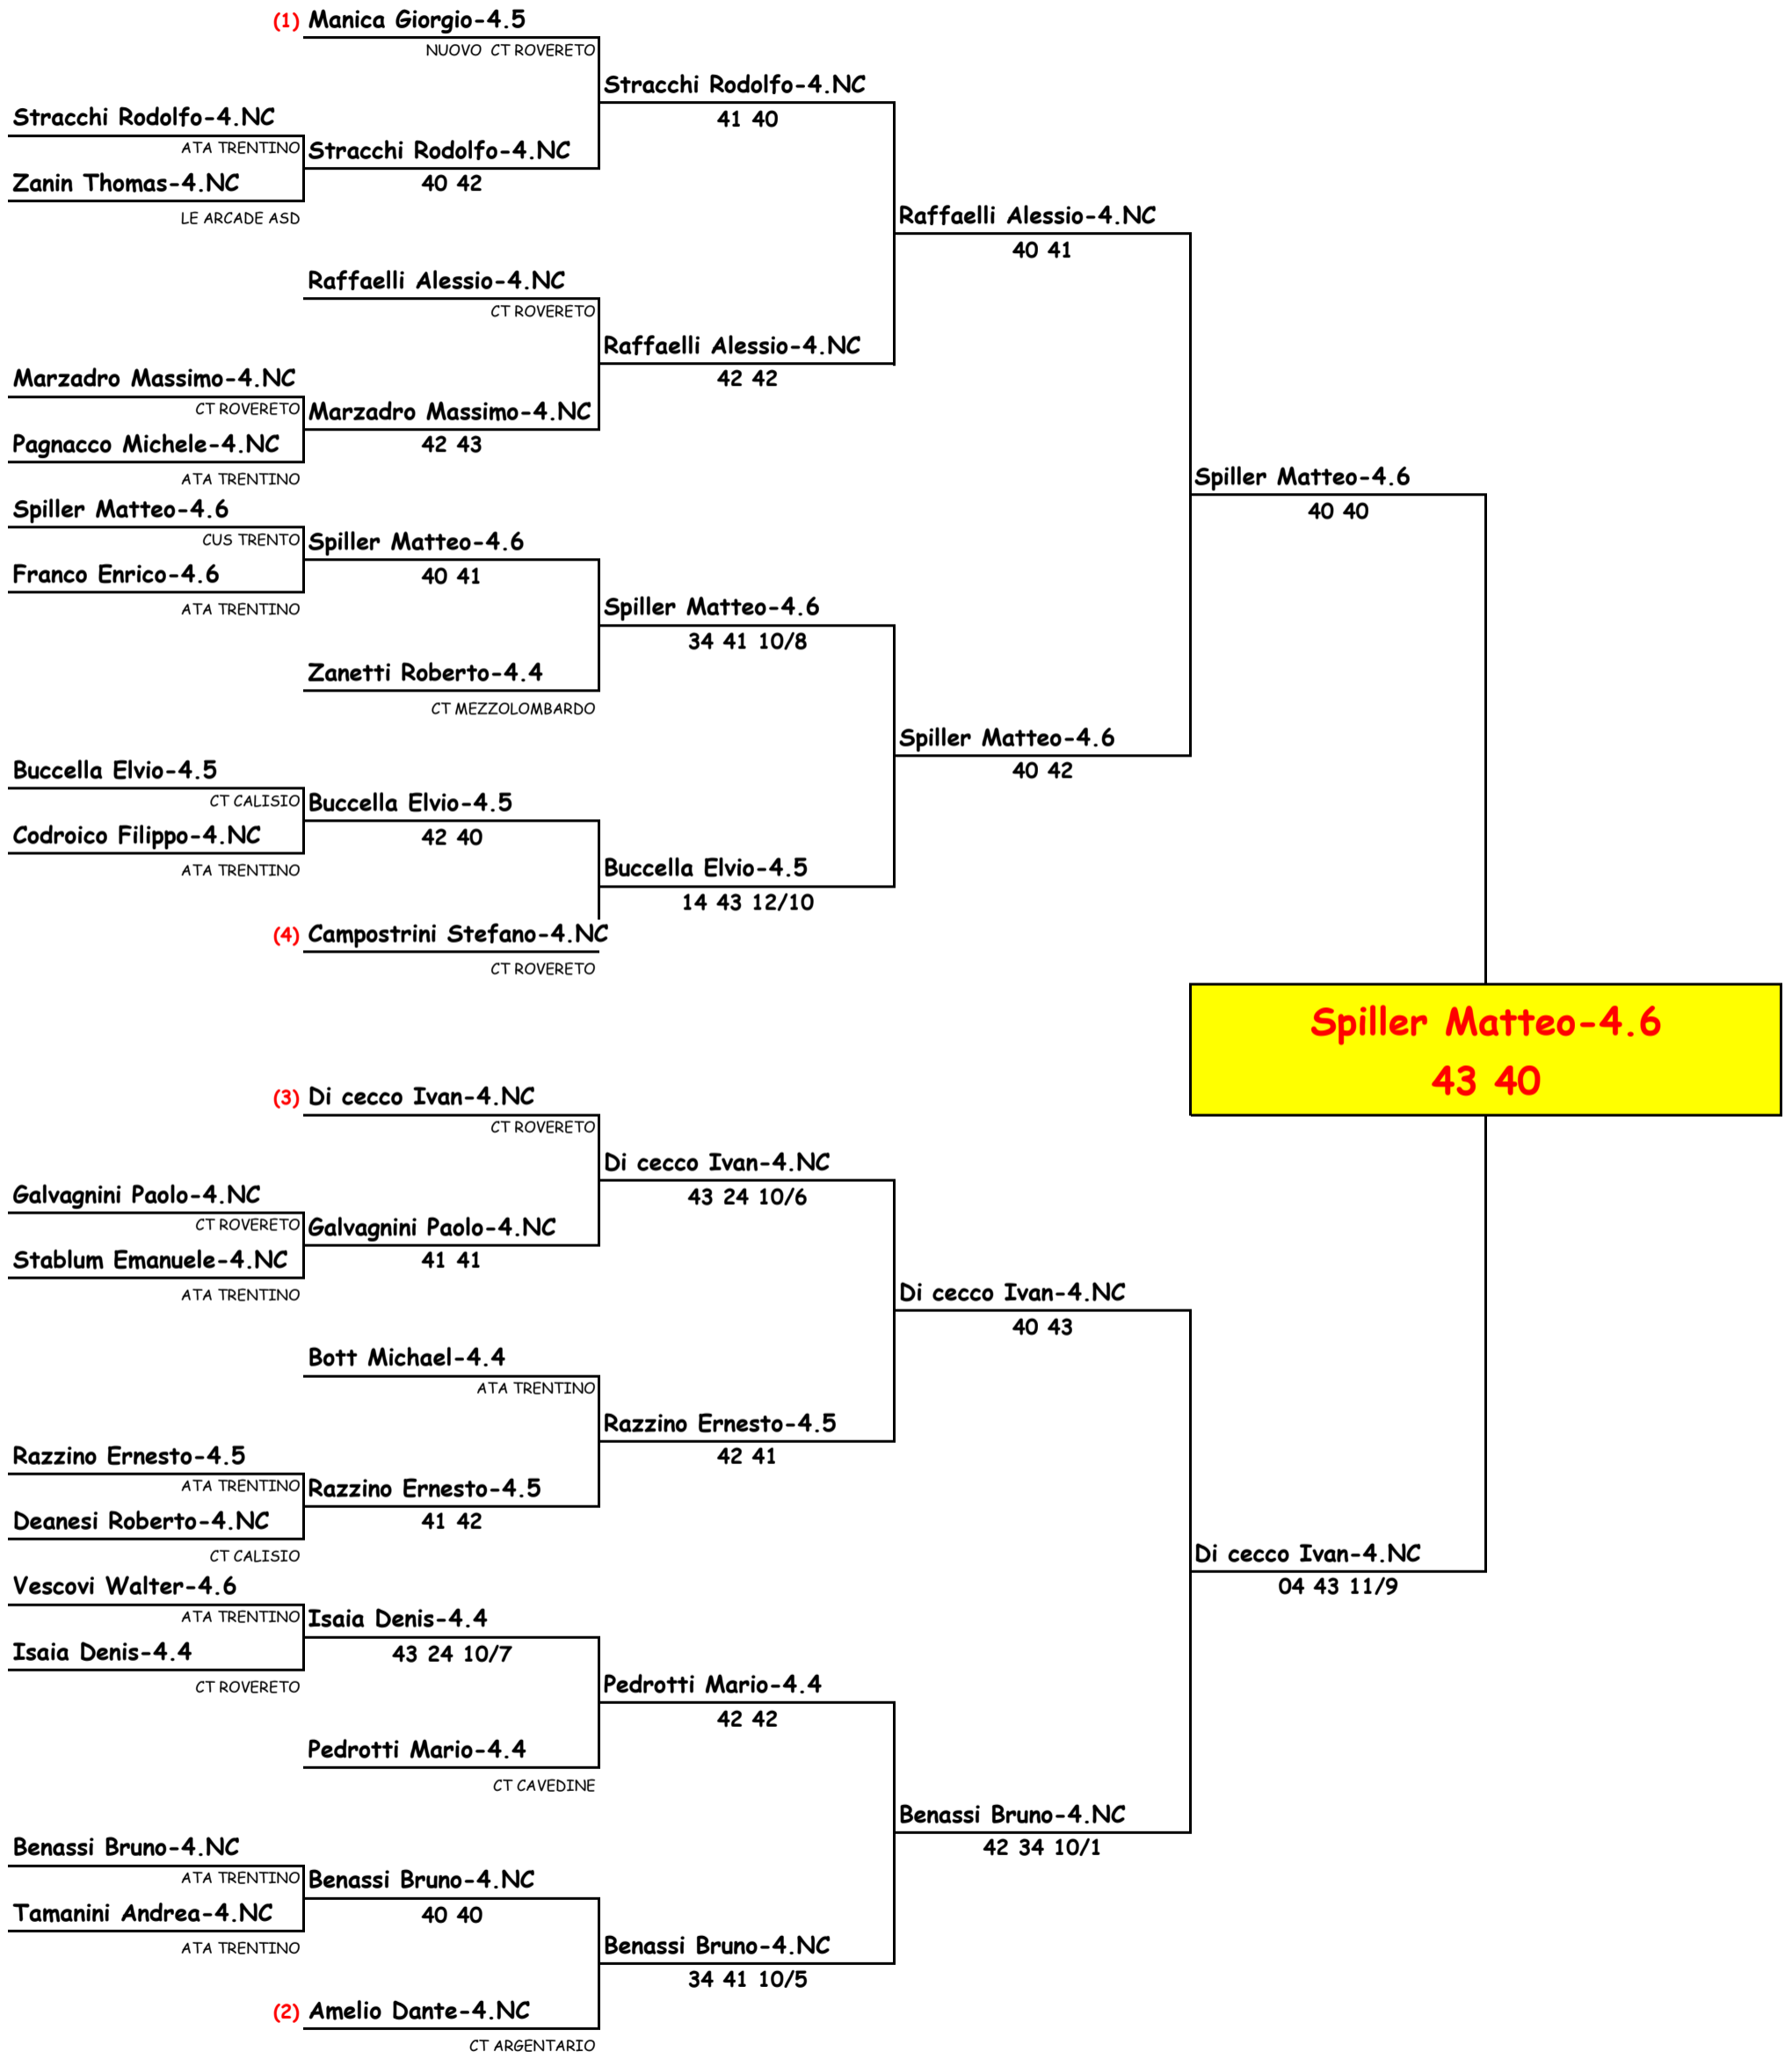 (1) Manica Giorgio-4.5
NUOVO CT ROVERETO
Stracchi Rodolfo-4.NC
41 40
Stracchi Rodolfo-4.NC
ATA TRENTINO
Stracchi Rodolfo-4.NC
40 42
Zanin Thomas-4.NC
LE ARCADE ASD
Raffaelli Alessio-4.NC
40 41
Raffaelli Alessio-4.NC
CT ROVERETO
Raffaelli Alessio-4.NC
42 42
Marzadro Massimo-4.NC
CT ROVERETO
Marzadro Massimo-4.NC
42 43
Pagnacco Michele-4.NC
ATA TRENTINO
Spiller Matteo-4.6
40 40
Spiller Matteo-4.6
CUS TRENTO
Spiller Matteo-4.6
40 41
Franco Enrico-4.6
ATA TRENTINO
Spiller Matteo-4.6
34 41 10/8
Zanetti Roberto-4.4
CT MEZZOLOMBARDO
Spiller Matteo-4.6
40 42
Buccella Elvio-4.5
CT CALISIO
Buccella Elvio-4.5
42 40
Codroico Filippo-4.NC
ATA TRENTINO
Buccella Elvio-4.5
14 43 12/10
(4) Campostrini Stefano-4.NC
CT ROVERETO
Spiller Matteo-4.6
43 40
(3) Di cecco Ivan-4.NC
CT ROVERETO
Di cecco Ivan-4.NC
43 24 10/6
Galvagnini Paolo-4.NC
CT ROVERETO
Galvagnini Paolo-4.NC
41 41
Stablum Emanuele-4.NC
ATA TRENTINO
Di cecco Ivan-4.NC
40 43
Bott Michael-4.4
ATA TRENTINO
Razzino Ernesto-4.5
42 41
Razzino Ernesto-4.5
ATA TRENTINO
Razzino Ernesto-4.5
41 42
Deanesi Roberto-4.NC
CT CALISIO
Di cecco Ivan-4.NC
04 43 11/9
Vescovi Walter-4.6
ATA TRENTINO
Isaia Denis-4.4
43 24 10/7
Isaia Denis-4.4
CT ROVERETO
Pedrotti Mario-4.4
42 42
Pedrotti Mario-4.4
CT CAVEDINE
Benassi Bruno-4.NC
42 34 10/1
Benassi Bruno-4.NC
ATA TRENTINO
Benassi Bruno-4.NC
40 40
Tamanini Andrea-4.NC
ATA TRENTINO
Benassi Bruno-4.NC
34 41 10/5
(2) Amelio Dante-4.NC
CT ARGENTARIO